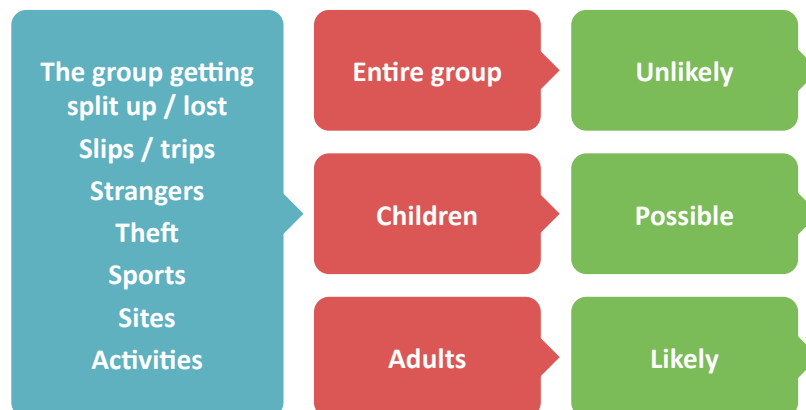 The group getting
split up / lost
Slips / trips
Strangers
Theft
Sports
Sites
Activities
Entire group
Unlikely
Children
Possible
Adults
Likely